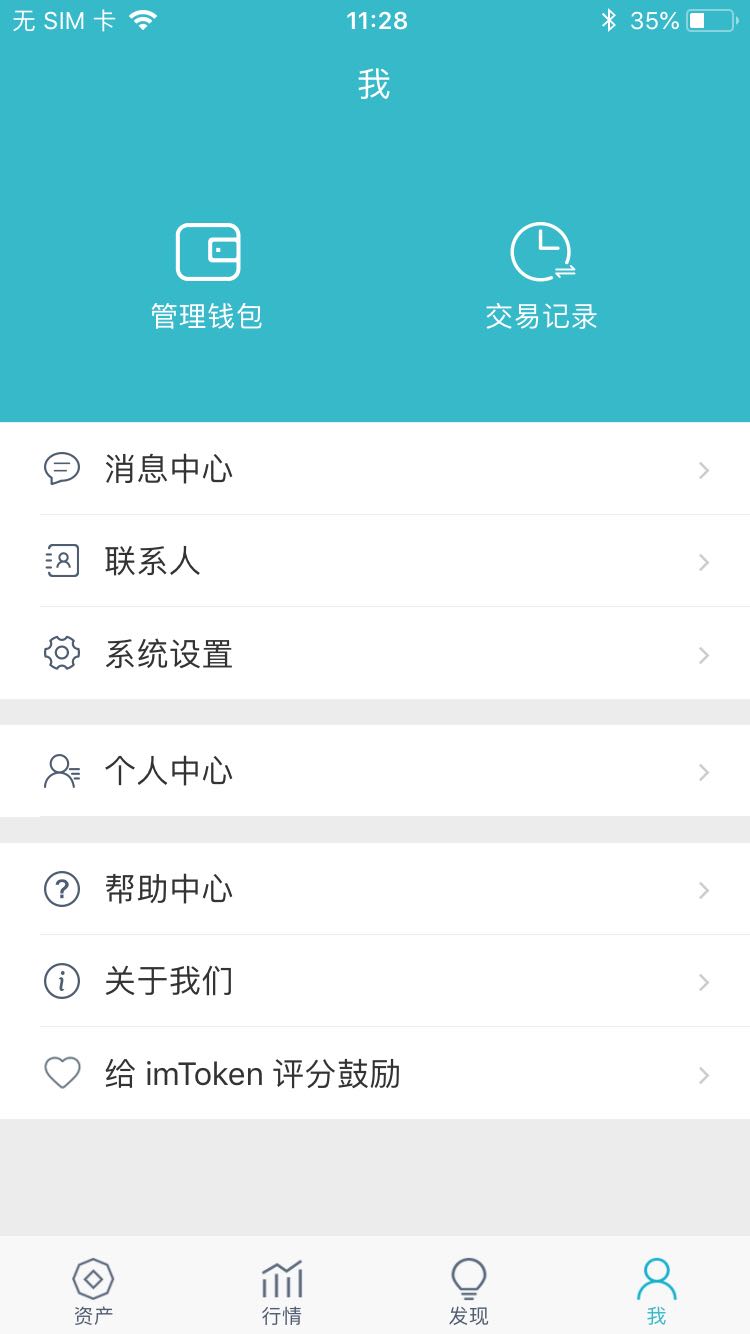 无 SIM 卡 11:28 35%
我
管理钱包 交易记录
消息中心
联系人
系统设置
个人中心
帮助中心
关于我们
给 imToken 评分鼓励
资产 行情 发现 我